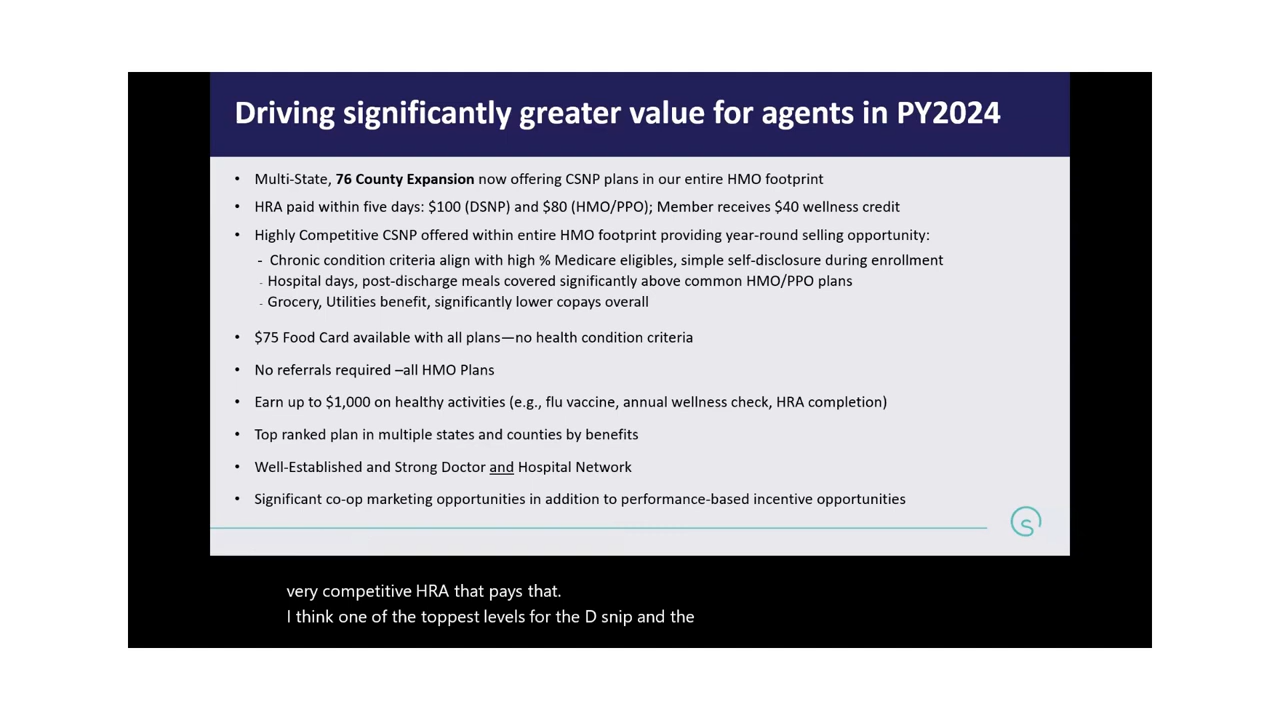 Driving significantly greater value for agents in PY2024
• Multi-State, 76 County Expansion now offering CSNP plans in our entire HMO footprint
• HRA paid within five days: $100 (DSNP) and $80 (HMO/PPO); Member receives $40 wellness credit
• Highly Competitive CSNP offered within entire HMO footprint providing year-round selling opportunity:
- Chronic condition criteria align with high % Medicare eligibles, simple self-disclosure during enrollment
- Hospital days, post-discharge meals covered significantly above common HMO/PPO plans
- Grocery, Utilities benefit, significantly lower copays overall
• $75 Food Card available with all plans—no health condition criteria
• No referrals required –all HMO Plans
• Earn up to $1,000 on healthy activities (e.g., flu vaccine, annual wellness check, HRA completion)
• Top ranked plan in multiple states and counties by benefits
• Well-Established and Strong Doctor and Hospital Network
• Significant co-op marketing opportunities in addition to performance-based incentive opportunities
S
very competitive HRA that pays that.
I think one of the toppest levels for the D snip and the